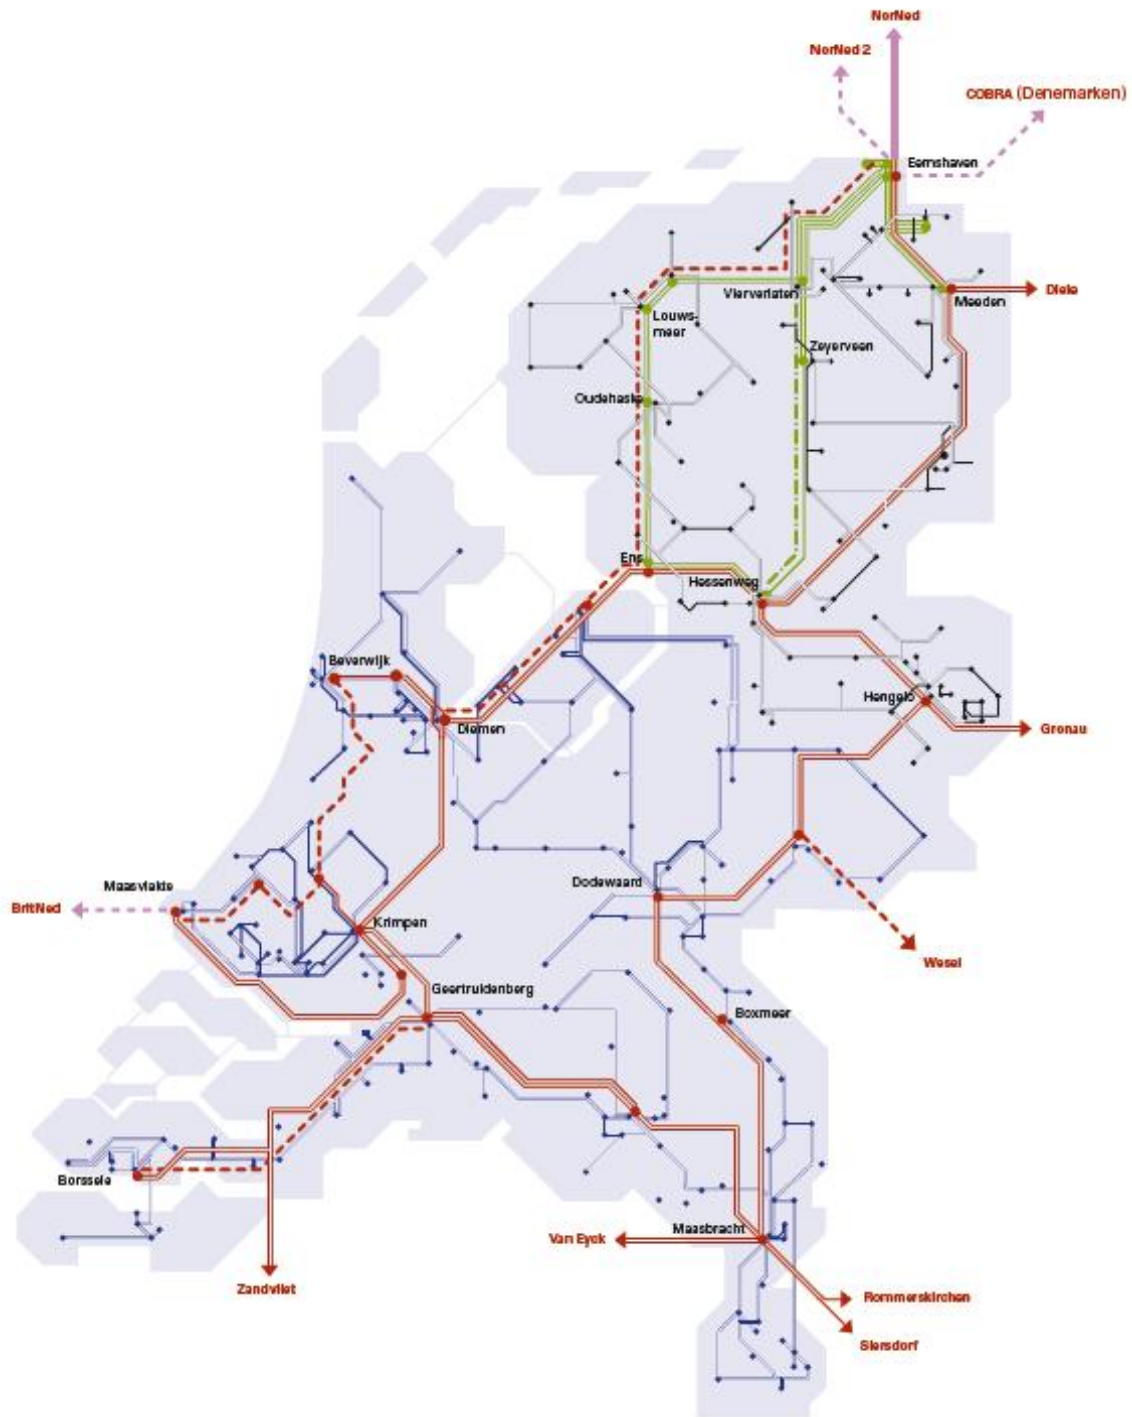 NorNed
NorNed 2
COBRA (Denemarken)
Eemshaven
Vierverlaten
Meeden
Diele
Louws-
meer
Zeyerveen
Oudehaske
Ens
Hessenweg
Beverwijk
Hengelo
Diemen
Gronau
Dodewaard
Maasvlakte
BritNed
Krimpen
Wesel
Geertruidenberg
Boxmeer
Borssele
Maasbracht
Van Eyck
Zandvliet
Rommerskirchen
Siersdorf